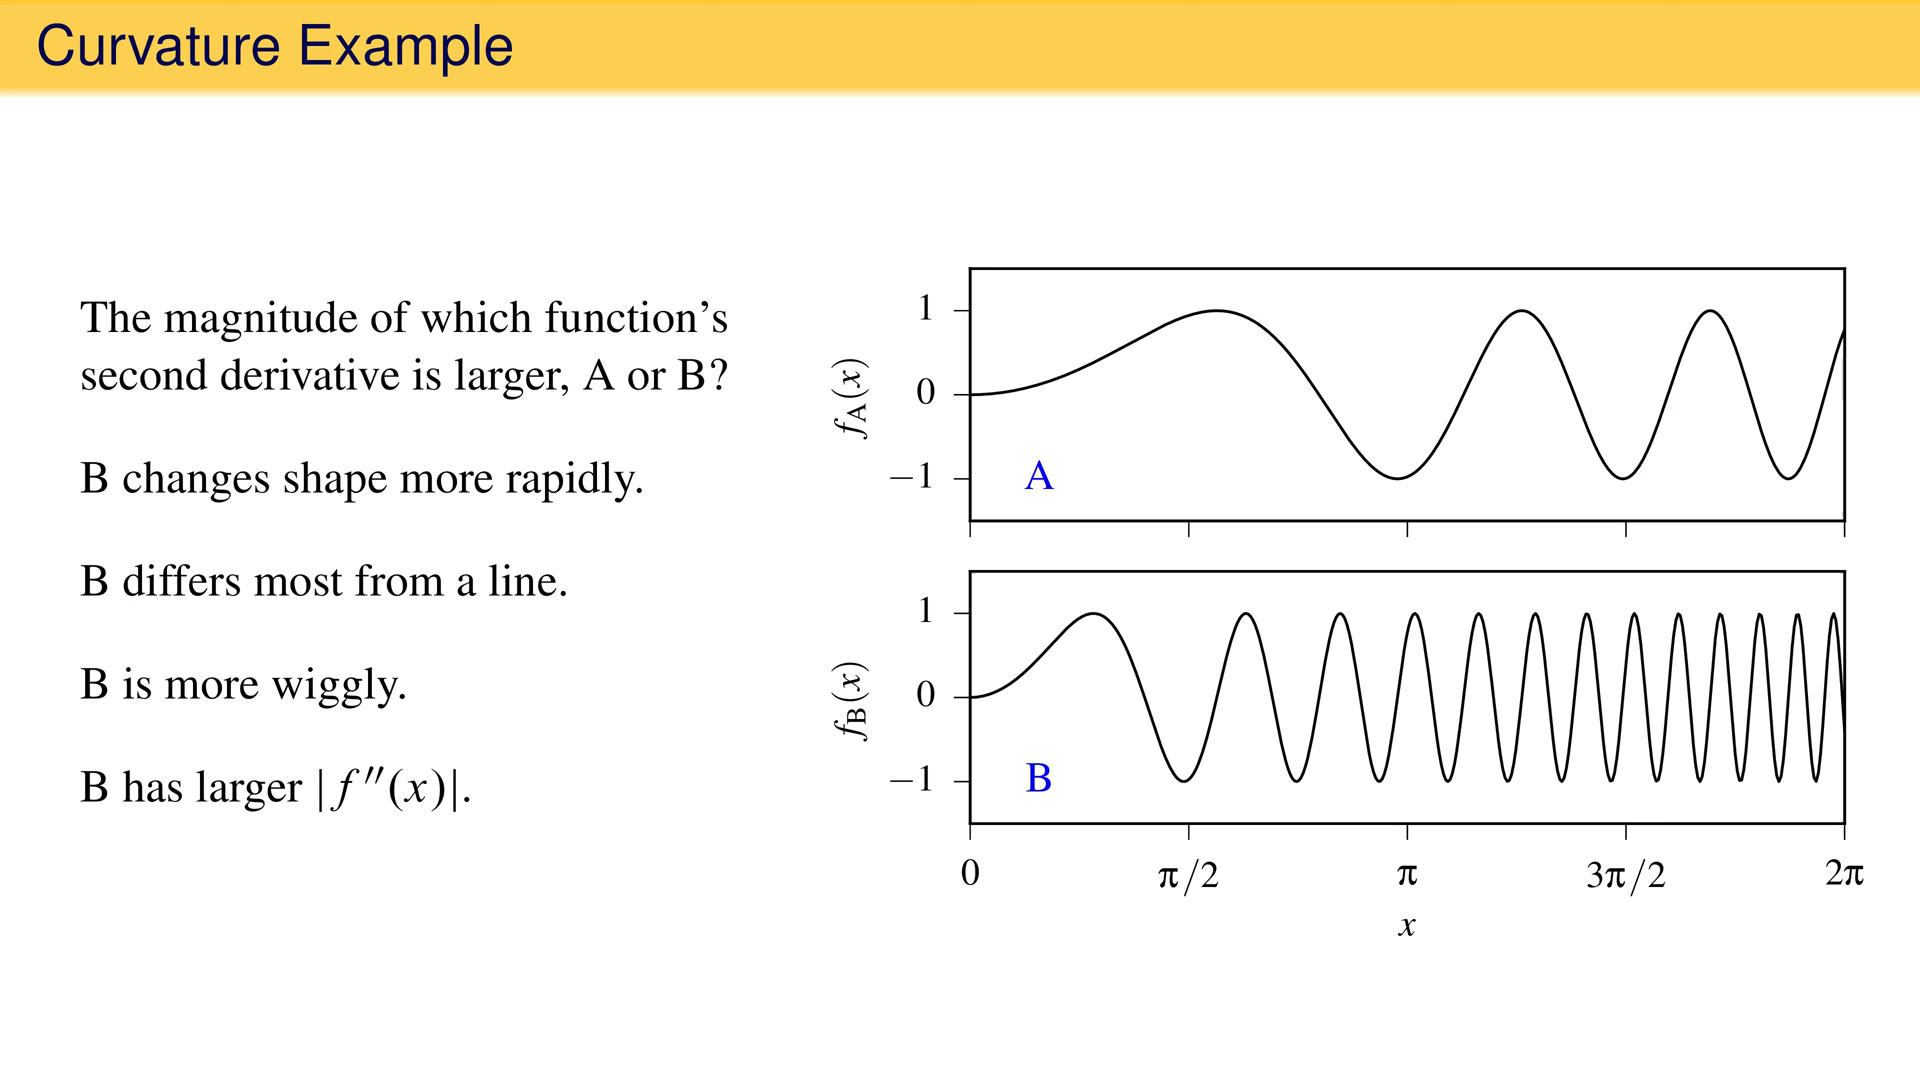 Curvature Example
The magnitude of which function’s
second derivative is larger, A or B?
B changes shape more rapidly.
B differs most from a line.
B is more wiggly.
B has larger |f″(x)|.
1
0
−1
f_A(x)
A
1
0
−1
f_B(x)
B
0 π/2 π 3π/2 2π
x